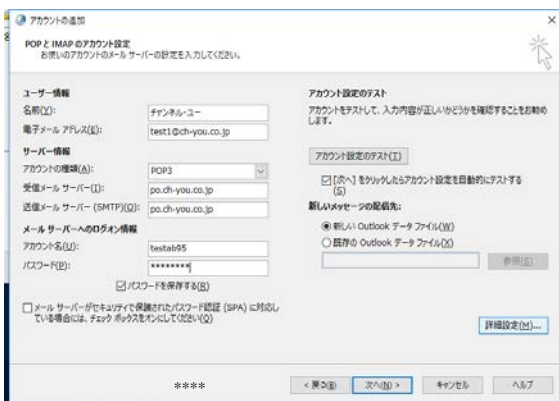 アカウントの追加
POP と IMAP のアカウント設定
お使いのアカウントのメール サーバーの設定を入力してください。
ユーザー情報
名前(Y):
チャンネル・ユー
電子メール アドレス(E):
test1@ch-you.co.jp
サーバー情報
アカウントの種類(A):
POP3
受信メール サーバー(I):
po.ch-you.co.jp
送信メール サーバー (SMTP)(O):
po.ch-you.co.jp
メール サーバーへのログオン情報
アカウント名(U):
testab95
パスワード(P):
********
パスワードを保存する(R)
メール サーバーがセキュリティで保護されたパスワード認証 (SPA) に対応し
ている場合には、チェック ボックスをオンにしてください(Q)
アカウント設定のテスト
アカウントをテストして、入力内容が正しいかどうかを確認することをお勧め
します。
アカウント設定のテスト(T)
[次へ] をクリックしたらアカウント設定を自動的にテストする
(S)
新しいメッセージの配信先:
新しい Outlook データ ファイル(W)
既存の Outlook データ ファイル(X)
参照(S)
詳細設定(M)...
****
< 戻る(B)
次へ(N) >
キャンセル
ヘルプ